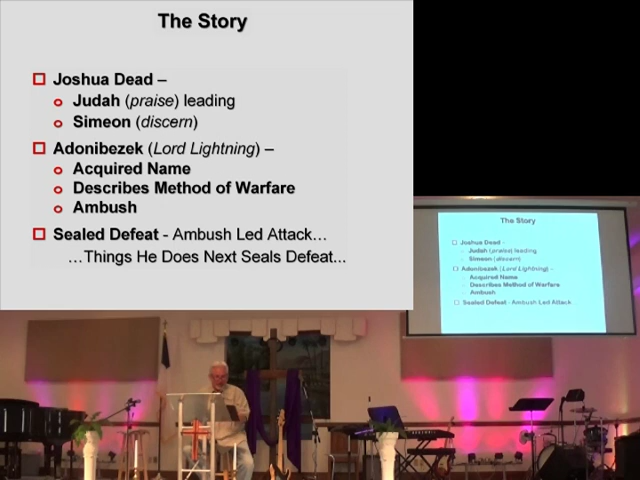 The Story
Joshua Dead –
Judah (praise) leading
Simeon (discern)
Adonibezek (Lord Lightning) –
Acquired Name
Describes Method of Warfare
Ambush
Sealed Defeat - Ambush Led Attack…
…Things He Does Next Seals Defeat...
The Story
Joshua Dead –
Judah (praise) leading
Simeon (discern)
Adonibezek (Lord Lightning) –
Acquired Name
Describes Method of Warfare
Ambush
Sealed Defeat - Ambush Led Attack